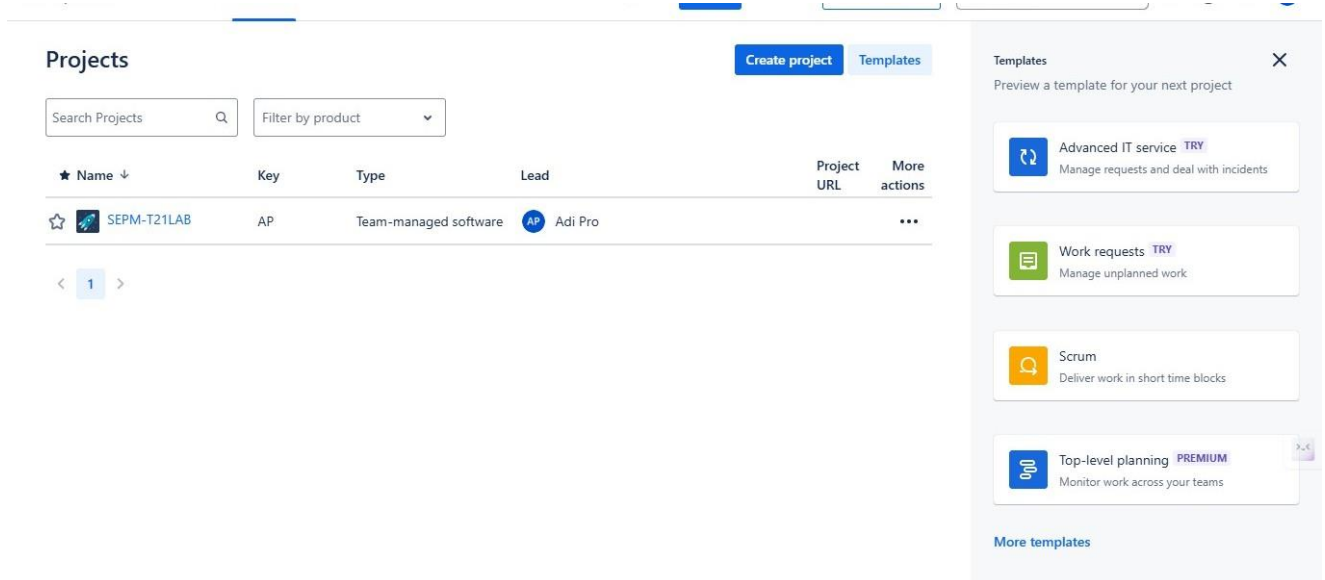 Projects
Create project
Templates
Search Projects
Filter by product
Name
Key
Type
Lead
Project URL
More actions
SEPM-T21LAB
AP
Team-managed software
AP
Adi Pro
1
Templates
Preview a template for your next project
Advanced IT service TRY
Manage requests and deal with incidents
Work requests TRY
Manage unplanned work
Scrum
Deliver work in short time blocks
Top-level planning PREMIUM
Monitor work across your teams
More templates